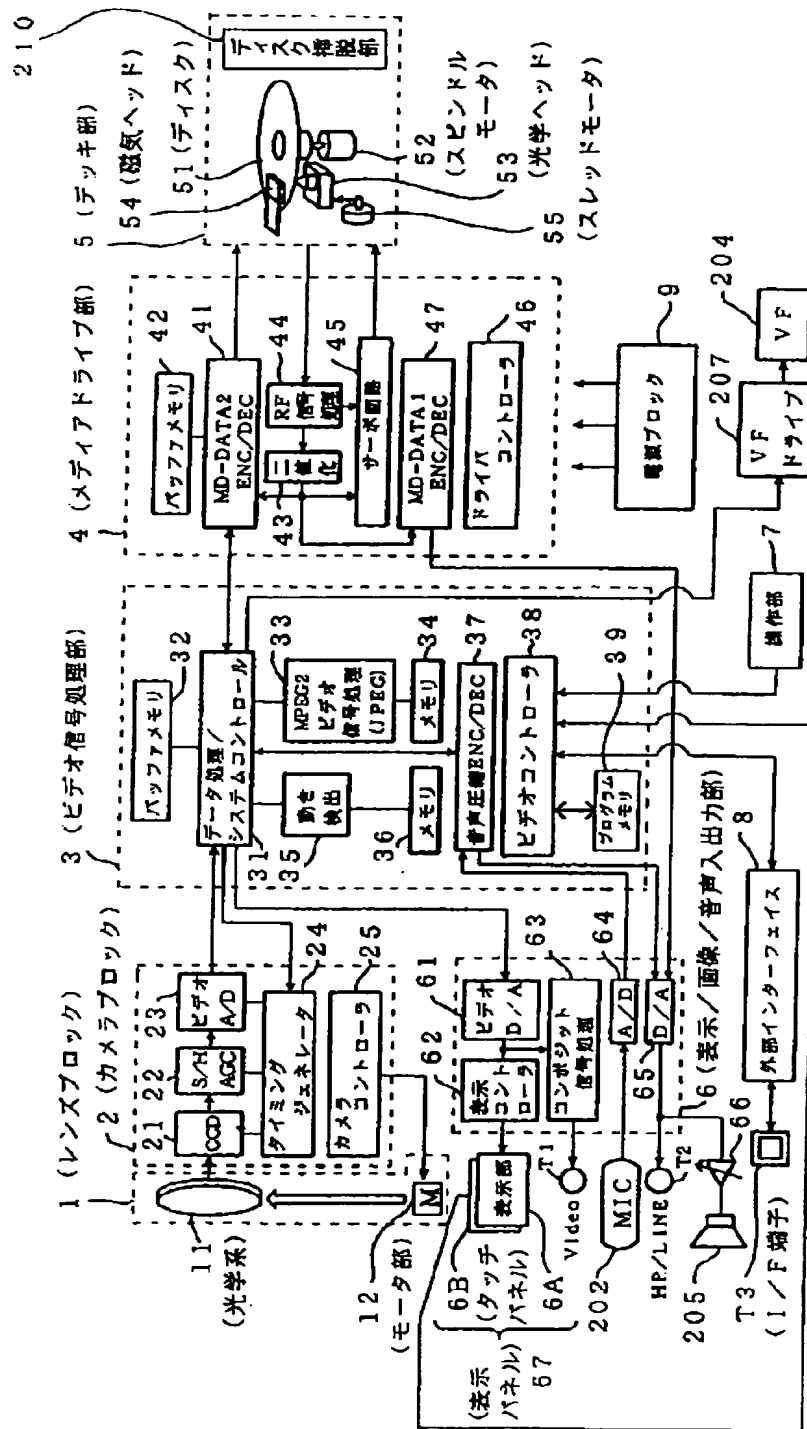 1 (レンズブロック)
2 (カメラブロック)
3 (ビデオ信号処理部)
4 (メディアドライブ部)
5 (デッキ部)
210
ディスク挿脱部
54 (磁気ヘッド)
51 (ディスク)
52
(スピンドル
モータ)
53
(光学ヘッド)
55
(スレッドモータ)
11
(光学系)
12
(モータ部)
M
21
CCD
22
S/H
AGC
23
ビデオ
A/D
24
タイミング
ジェネレータ
25
カメラ
コントローラ
32
バッファメモリ
31
データ処理/
システムコントロール
33
MPEG2
ビデオ
信号処理
(JPEG)
34
メモリ
35
動き
検出
36
メモリ
37
音声圧縮ENC/DEC
38
ビデオコントローラ
39
プログラム
メモリ
42
バッファメモリ
41
MD-DATA2
ENC/DEC
44
RF
信号
処理
43
二値化
45
サーボ回路
47
MD-DATA1
ENC/DEC
46
ドライバ
コントローラ
61
ビデオ
D/A
62
表示
コントローラ
63
コンポジット
信号処理
64
A/D
65
D/A
6 (表示/画像/音声入出力部)
表示部
6B
(タッチ
パネル)
6A
(表示
パネル) 67
T1
Video
202
MIC
T2
HP/LINE
66
205
T3
(I/F端子)
8
外部インターフェイス
7
操作部
9
電源ブロック
207
VF
ドライブ
204
VF